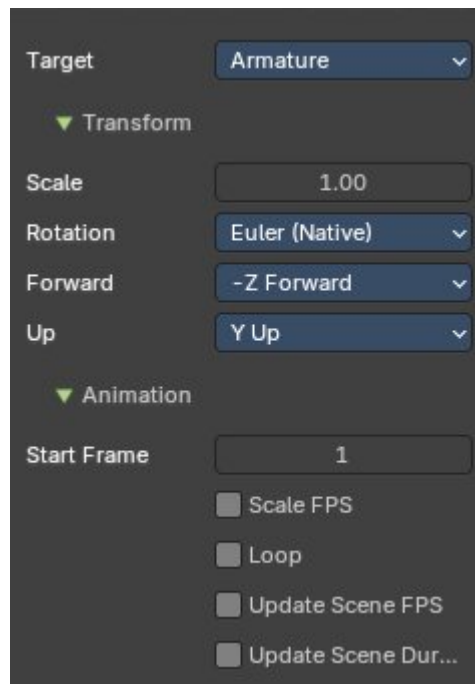 Target Armature
Transform
Scale 1.00
Rotation Euler (Native)
Forward -Z Forward
Up Y Up
Animation
Start Frame 1
Scale FPS
Loop
Update Scene FPS
Update Scene Dur...